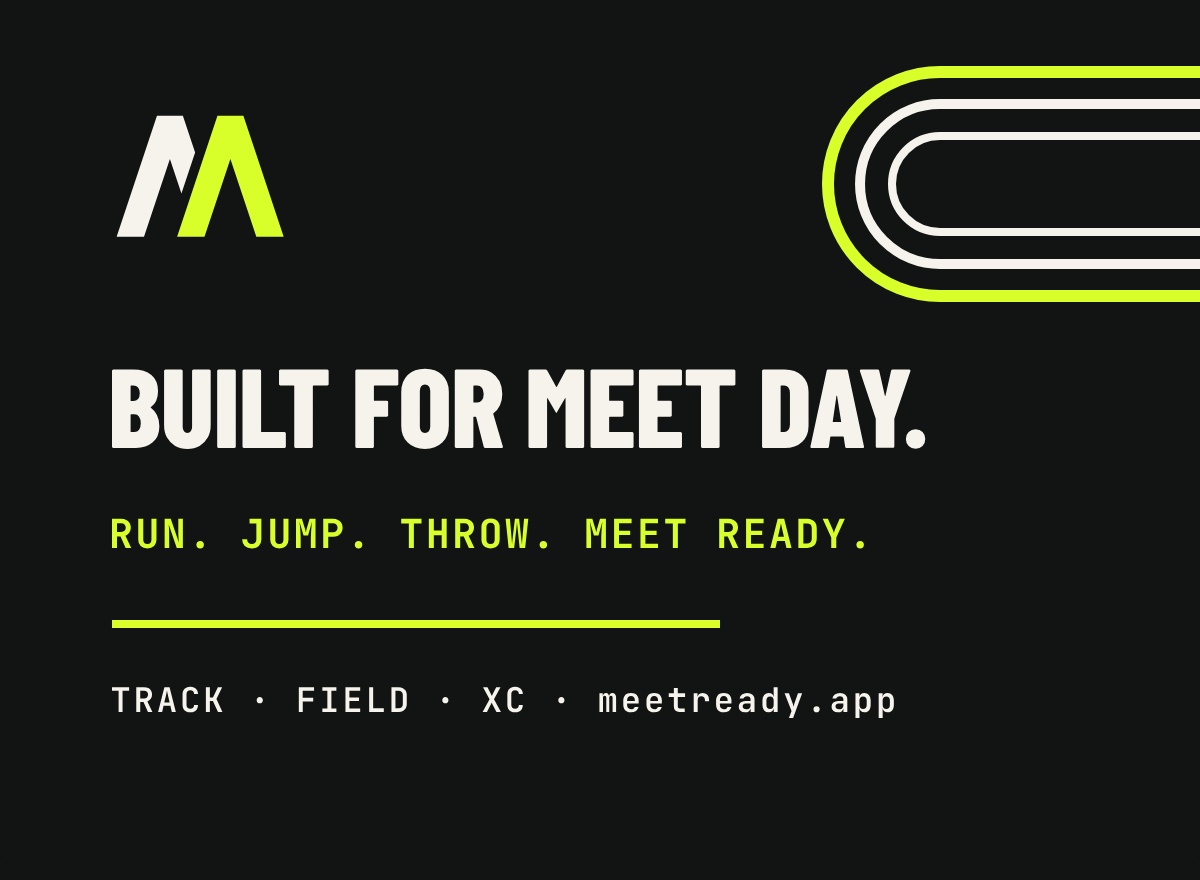 BUILT FOR MEET DAY.
RUN. JUMP. THROW. MEET READY.
TRACK · FIELD · XC · meetready.app